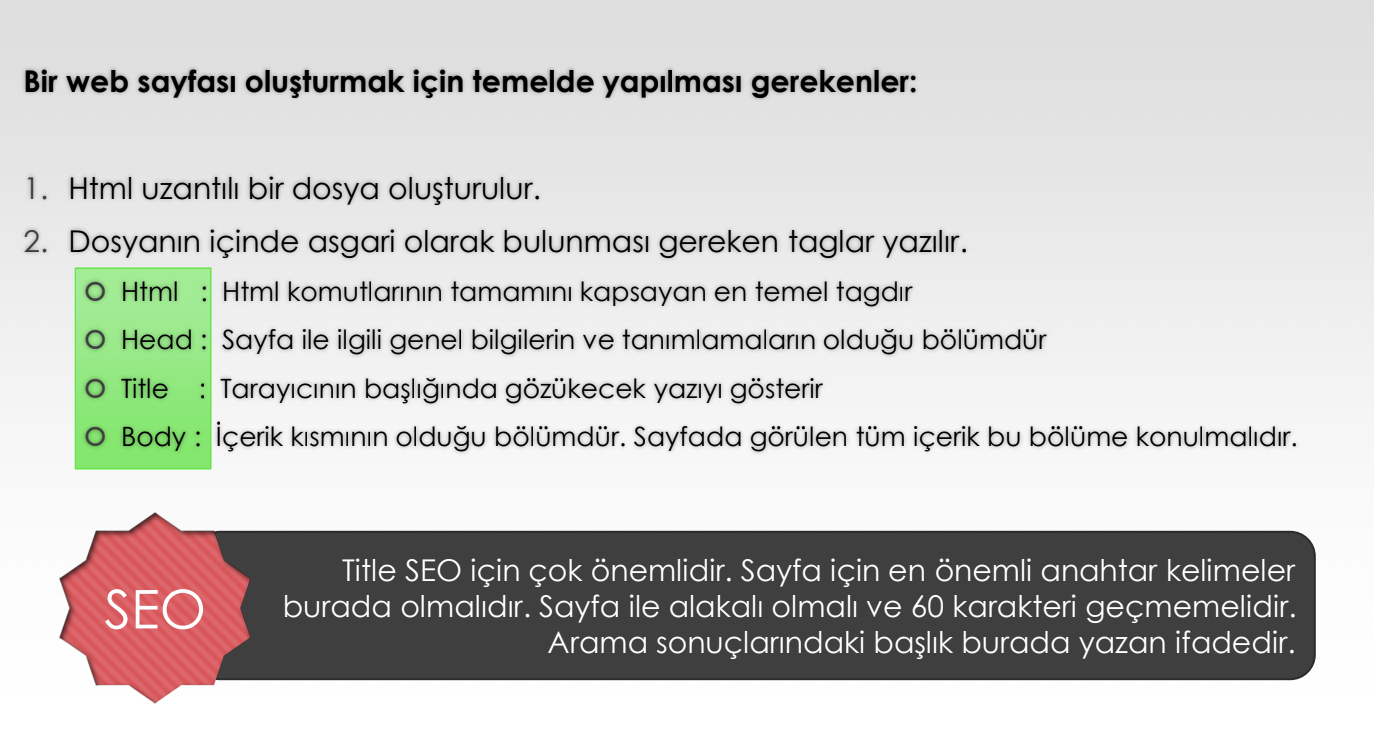 Bir web sayfası oluşturmak için temelde yapılması gerekenler:
1. Html uzantılı bir dosya oluşturulur.
2. Dosyanın içinde asgari olarak bulunması gereken taglar yazılır.
Html : Html komutlarının tamamını kapsayan en temel tagdır
Head : Sayfa ile ilgili genel bilgilerin ve tanımlamaların olduğu bölümdür
Title : Tarayıcının başlığında gözükecek yazıyı gösterir
Body : İçerik kısmının olduğu bölümdür. Sayfada görülen tüm içerik bu bölüme konulmalıdır.
SEO
Title SEO için çok önemlidir. Sayfa için en önemli anahtar kelimeler
burada olmalıdır. Sayfa ile alakalı olmalı ve 60 karakteri geçmemelidir.
Arama sonuçlarındaki başlık burada yazan ifadedir.